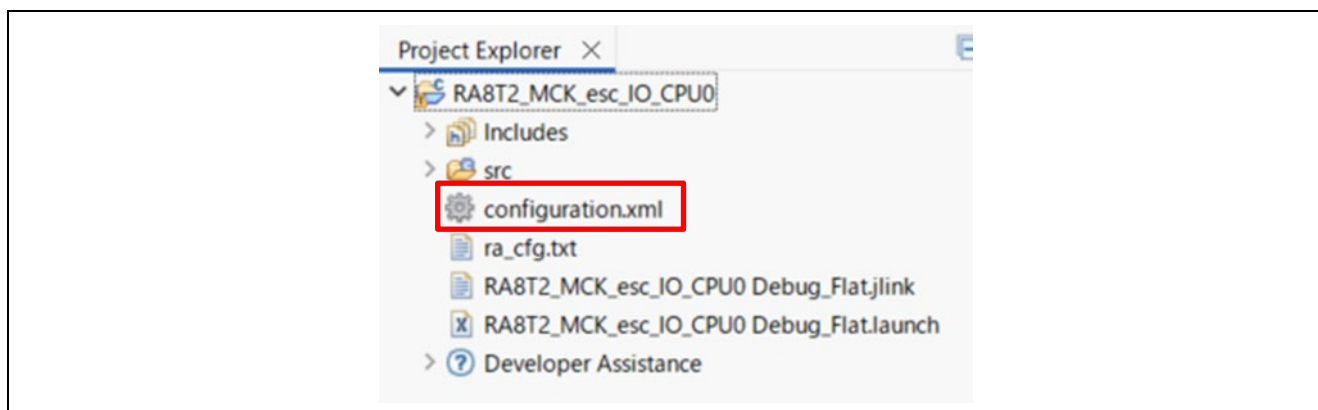 Project Explorer
RA8T2_MCK_esc_IO_CPU0
Includes
src
configuration.xml
ra_cfg.txt
RA8T2_MCK_esc_IO_CPU0 Debug_Flat.jlink
RA8T2_MCK_esc_IO_CPU0 Debug_Flat.launch
Developer Assistance